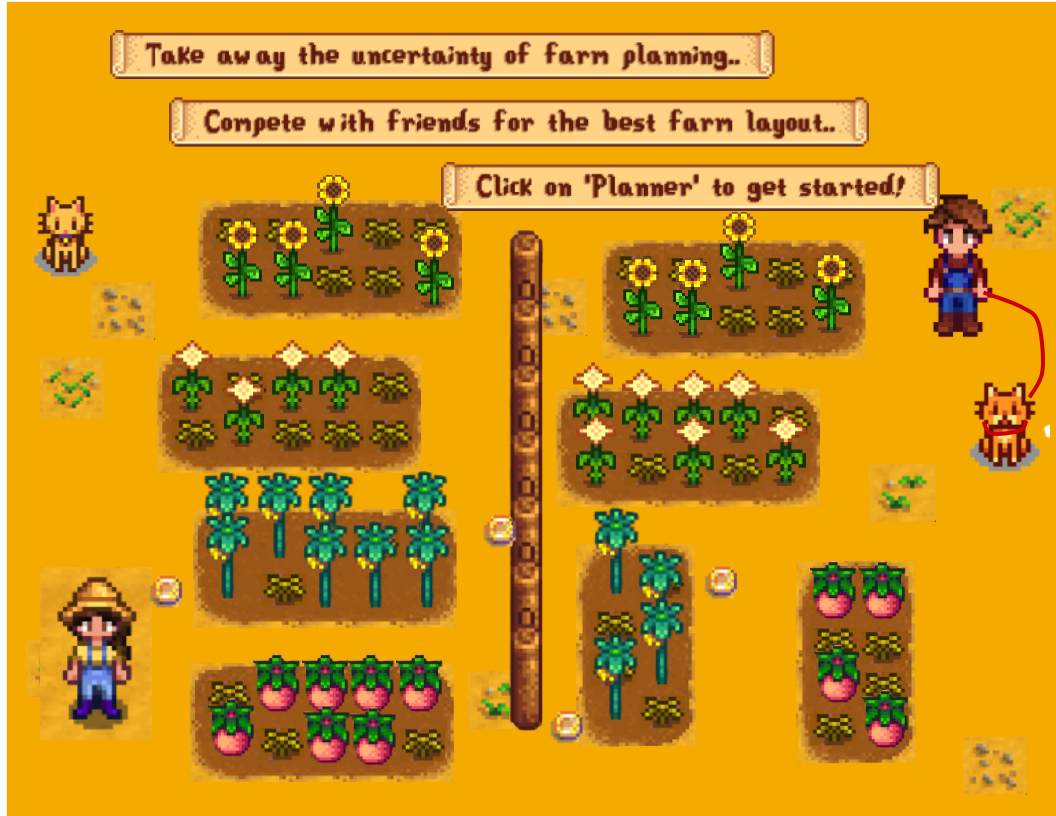 Take away the uncertainty of farm planning..
Compete with friends for the best farm layout..
Click on 'Planner' to get started!